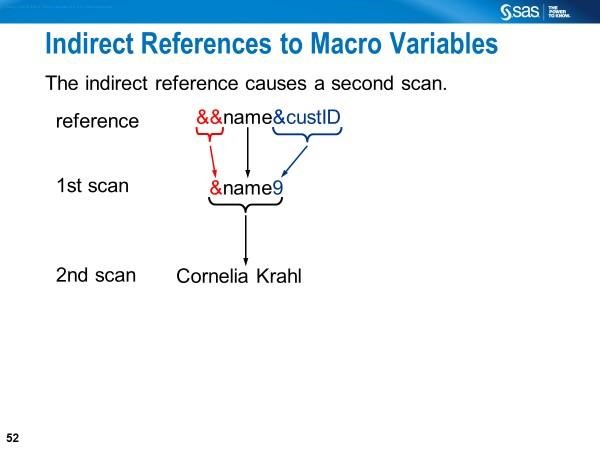 sas THE POWER TO KNOW.
Indirect References to Macro Variables
The indirect reference causes a second scan.
reference &&name&custID
1st scan &name9
2nd scan Cornelia Krahl
52